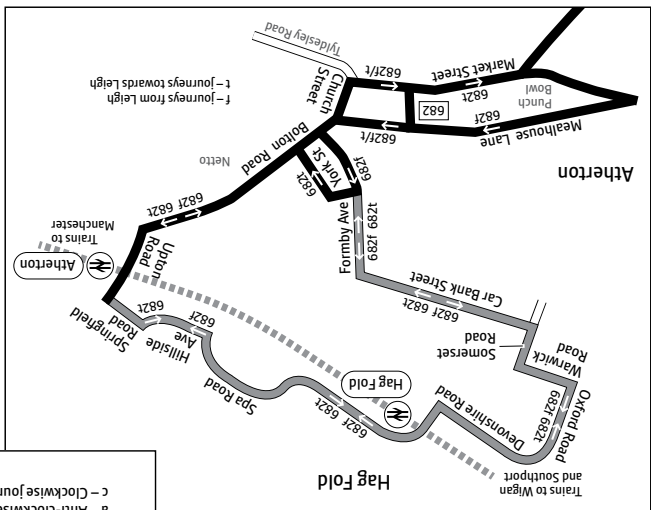 a – Anti-clockwise
c – Clockwise jour
Hag Fold
Trains to Wigan
and Southport
Devonshire Road
Oxford Road
682f 682t
Warwick
Road
Somerset
Road
Hag Fold
682f 682t
Spa Road
Hillside
Ave
682f
682t
Springfield
Road
Upton
Road
Atherton
Trains to
Manchester
Car Bank Street
682f 682t
Formby Ave
682f 682t
682f
York St
682t
682f 682t
Bolton Road
Netto
Atherton
Mealhouse Lane
682f
682f/t
682
Punch
Bowl
Market Street
682t
682f/t
Church
Street
Tyldesley Road
f – journeys from Leigh
t – journeys towards Leigh